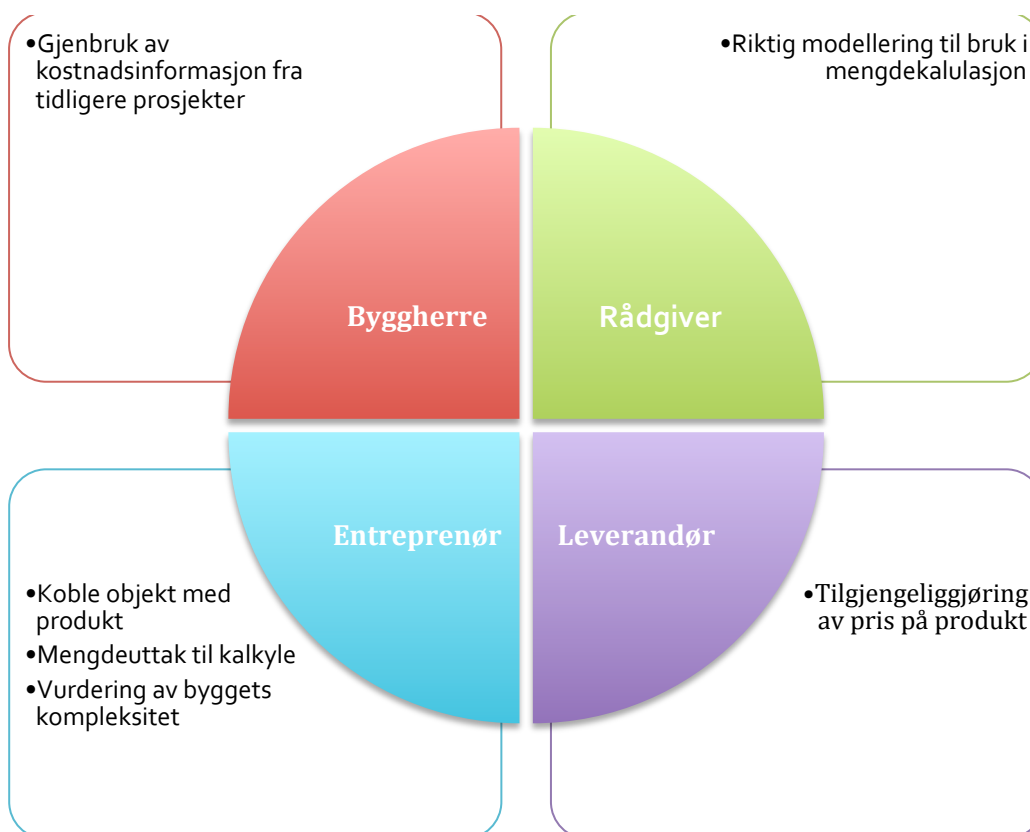 •Gjenbruk av
kostnadsinformasjon fra
tidligere prosjekter
•Riktig modellering til bruk i
mengdekalulasjon
Byggherre
Rådgiver
Entreprenør
Leverandør
•Koble objekt med
produkt
•Mengdeuttak til kalkyle
•Vurdering av byggets
kompleksitet
•Tilgjengeliggjøring
av pris på produkt